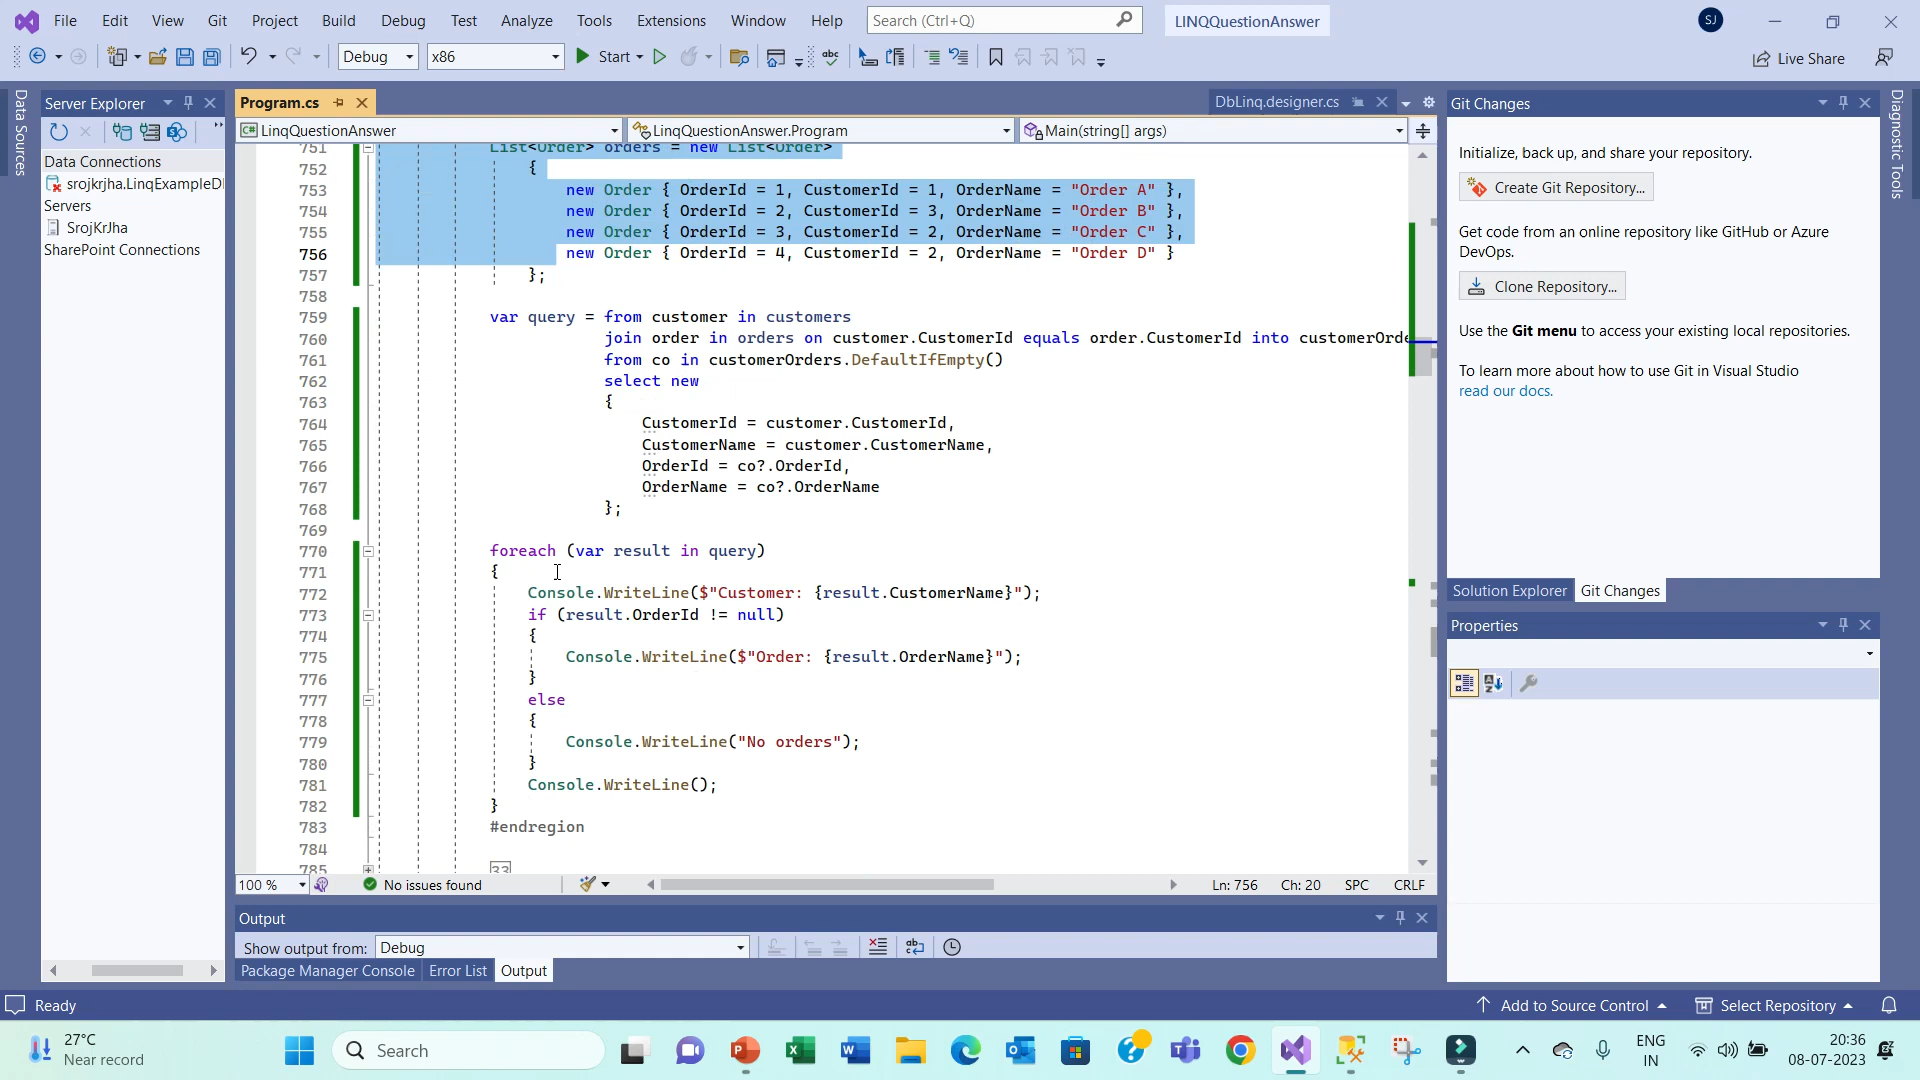 File Edit View Git Project Build Debug Test Analyze Tools Extensions Window Help Search (Ctrl+Q) LINQQuestionAnswer SJ
Debug x86 Start abc Live Share
Data Sources
Server Explorer
Data Connections
srojkrjha.LinqExampleDI
Servers
SrojKrJha
SharePoint Connections
Program.cs DbLinq.designer.cs
LinqQuestionAnswer LinqQuestionAnswer.Program Main(string[] args)
751 List<Order> orders = new List<Order>
752 {
753 new Order { OrderId = 1, CustomerId = 1, OrderName = "Order A" },
754 new Order { OrderId = 2, CustomerId = 3, OrderName = "Order B" },
755 new Order { OrderId = 3, CustomerId = 2, OrderName = "Order C" },
756 new Order { OrderId = 4, CustomerId = 2, OrderName = "Order D" }
757 };
758
759 var query = from customer in customers
760 join order in orders on customer.CustomerId equals order.CustomerId into customerOrde
761 from co in customerOrders.DefaultIfEmpty()
762 select new
763 {
764 CustomerId = customer.CustomerId,
765 CustomerName = customer.CustomerName,
766 OrderId = co?.OrderId,
767 OrderName = co?.OrderName
768 };
769
770 foreach (var result in query)
771 {
772 Console.WriteLine($"Customer: {result.CustomerName}");
773 if (result.OrderId != null)
774 {
775 Console.WriteLine($"Order: {result.OrderName}");
776 }
777 else
778 {
779 Console.WriteLine("No orders");
780 }
781 Console.WriteLine();
782 }
783 #endregion
784
785 33
100 % No issues found Ln: 756 Ch: 20 SPC CRLF
Output
Show output from: Debug
Package Manager Console Error List Output
Git Changes
Initialize, back up, and share your repository.
Create Git Repository...
Get code from an online repository like GitHub or Azure
DevOps.
Clone Repository...
Use the Git menu to access your existing local repositories.
To learn more about how to use Git in Visual Studio
read our docs.
Solution Explorer Git Changes
Properties
Diagnostic Tools
Ready Add to Source Control Select Repository
27°C
Near record
Search
ENG
IN
20:36
08-07-2023